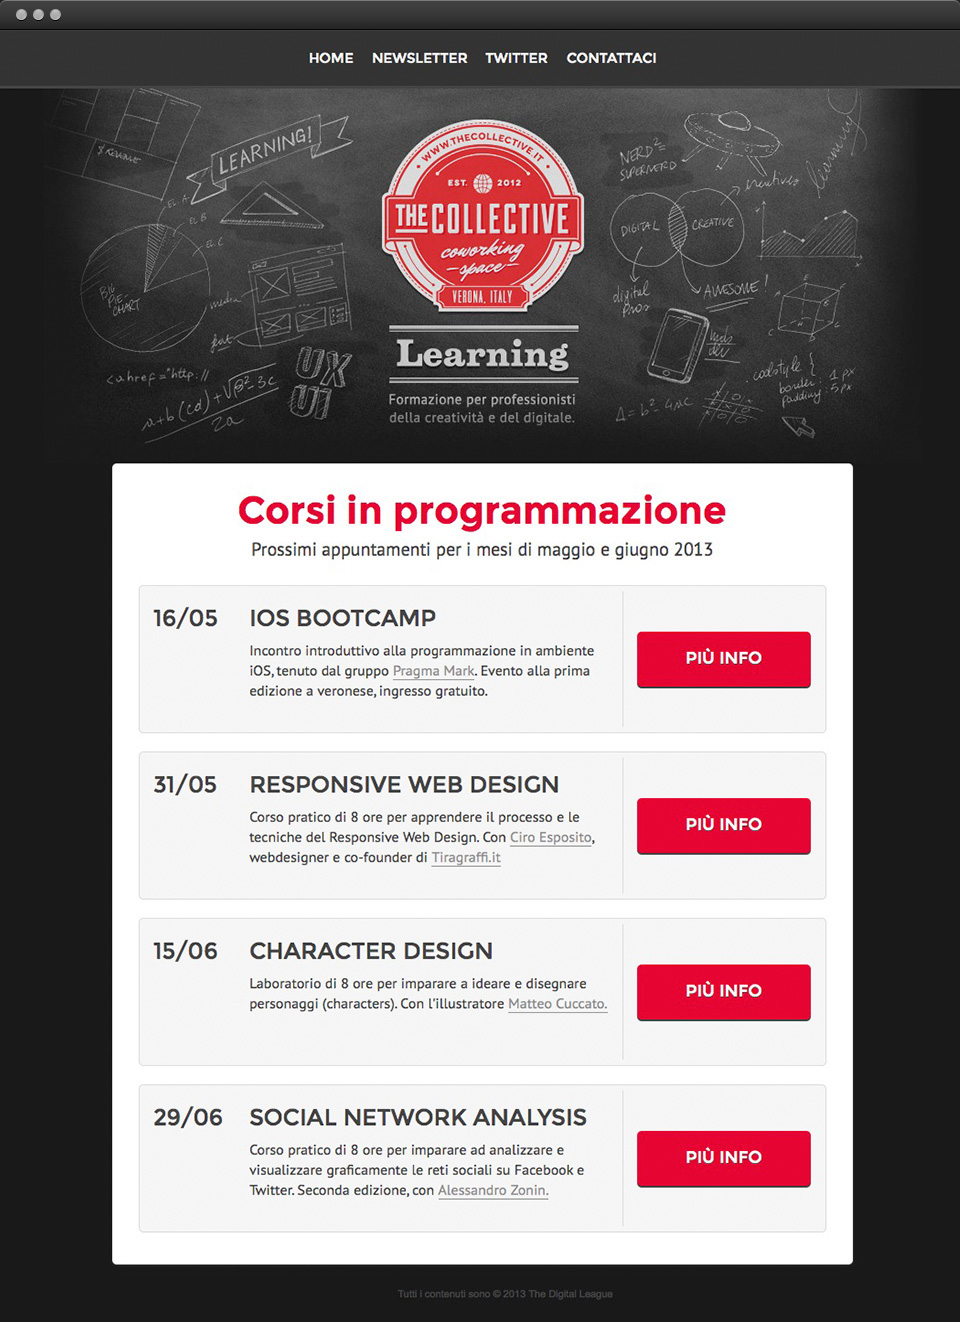 HOME NEWSLETTER TWITTER CONTATTACI
LEARNING!
EL. A
EL B
EL. C
BIG
PIE-
CHART
media
font
<a href="http://
a+b(cd)+√β²-3c
2a
UX
UI
WWW.THECOLLECTIVE.IT
EST. 2012
THE COLLECTIVE
coworking
space
VERONA, ITALY
Learning
Formazione per professionisti
della creatività e del digitale.
NERD²=
SUPERNERD
creatives
DIGITAL CREATIVE
digital
pros
AWESOME!
web
.codestyle {
border: 1px
padding: 5px
Corsi in programmazione
Prossimi appuntamenti per i mesi di maggio e giugno 2013
16/05 IOS BOOTCAMP
Incontro introduttivo alla programmazione in ambiente
iOS, tenuto dal gruppo Pragma Mark. Evento alla prima
edizione a veronese, ingresso gratuito.
PIÙ INFO
31/05 RESPONSIVE WEB DESIGN
Corso pratico di 8 ore per apprendere il processo e le
tecniche del Responsive Web Design. Con Ciro Esposito,
webdesigner e co-founder di Tiragraffi.it
PIÙ INFO
15/06 CHARACTER DESIGN
Laboratorio di 8 ore per imparare a ideare e disegnare
personaggi (characters). Con l'illustratore Matteo Cuccato.
PIÙ INFO
29/06 SOCIAL NETWORK ANALYSIS
Corso pratico di 8 ore per imparare ad analizzare e
visualizzare graficamente le reti sociali su Facebook e
Twitter. Seconda edizione, con Alessandro Zonin.
PIÙ INFO
Tutti i contenuti sono © 2013 The Digital League